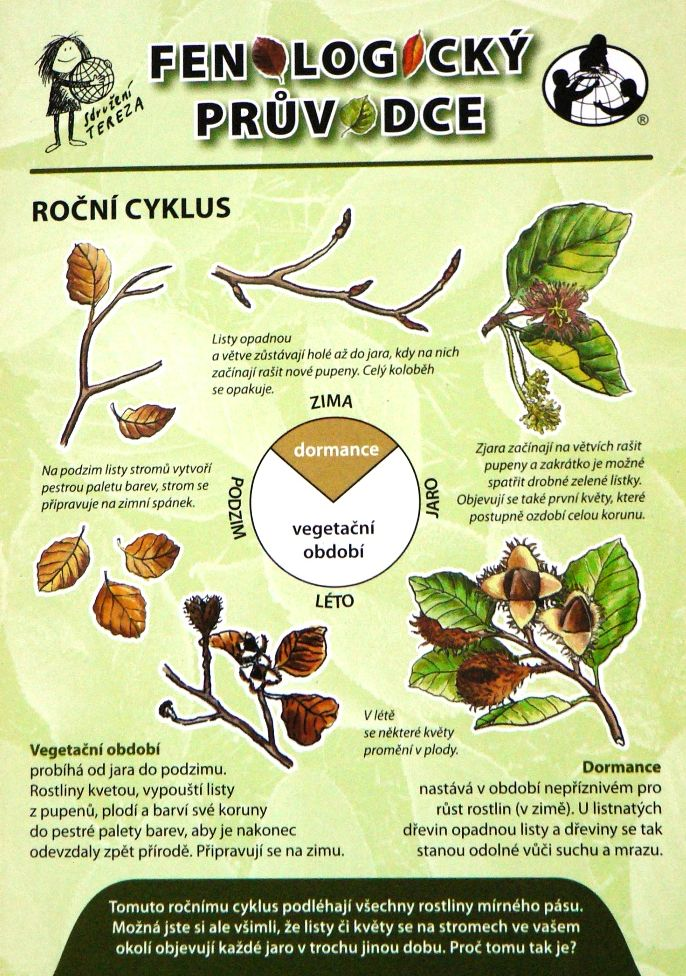 Sdružení
TEREZA
FENOLOGICKÝ
PRŮVODCE
®
ROČNÍ CYKLUS
Listy opadnou
a větve zůstávají holé až do jara, kdy na nich
začínají rašit nové pupeny. Celý koloběh
se opakuje.
Na podzim listy stromů vytvoří
pestrou paletu barev, strom se
připravuje na zimní spánek.
ZIMA
dormance
PODZIM
JARO
vegetační
období
LÉTO
Zjara začínají na větvích rašit
pupeny a zakrátko je možné
spatřit drobné zelené lístky.
Objevují se také první květy, které
postupně ozdobí celou korunu.
V létě
se některé květy
promění v plody.
Vegetační období
probíhá od jara do podzimu.
Rostliny kvetou, vypouští listy
z pupenů, plodí a barví své koruny
do pestré palety barev, aby je nakonec
odevzdaly zpět přírodě. Připravují se na zimu.
Dormance
nastává v období nepříznivém pro
růst rostlin (v zimě). U listnatých
dřevin opadnou listy a dřeviny se tak
stanou odolné vůči suchu a mrazu.
Tomuto ročnímu cyklus podléhají všechny rostliny mírného pásu.
Možná jste si ale všimli, že listy či květy se na stromech ve vašem
okolí objevují každé jaro v trochu jinou dobu. Proč tomu tak je?